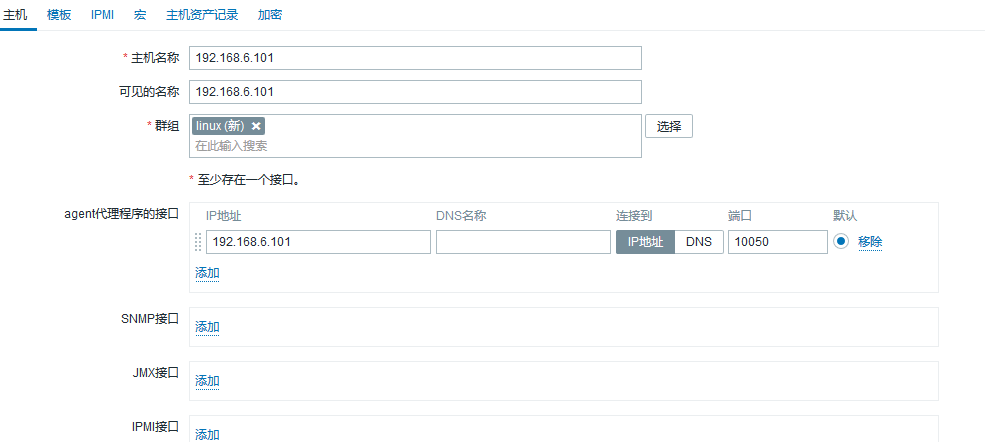 主机 模板 IPMI 宏 主机资产记录 加密
* 主机名称 192.168.6.101
可见的名称 192.168.6.101
* 群组 linux (新) × 选择
在此输入搜索
* 至少存在一个接口。
agent代理程序的接口 IP地址 DNS名称 连接到 端口 默认
192.168.6.101 IP地址 DNS 10050 移除
添加
SNMP接口 添加
JMX接口 添加
IPMI接口 添加